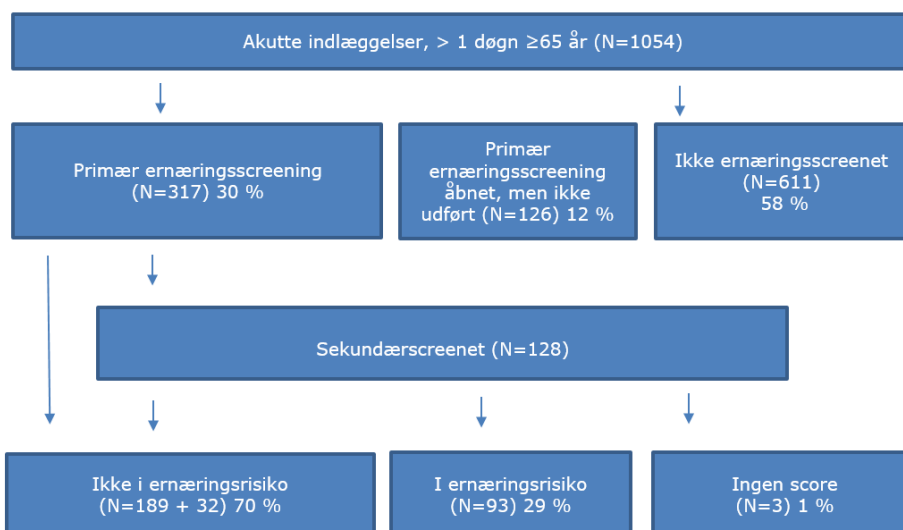 Akutte indlæggelser, > 1 døgn ≥65 år (N=1054)
Primær ernæringsscreening
(N=317) 30 %
Primær
ernæringsscreening
åbnet, men ikke
udført (N=126) 12 %
Ikke ernæringsscreenet
(N=611)
58 %
Sekundærscreenet (N=128)
Ikke i ernæringsrisiko
(N=189 + 32) 70 %
I ernæringsrisiko
(N=93) 29 %
Ingen score
(N=3) 1 %